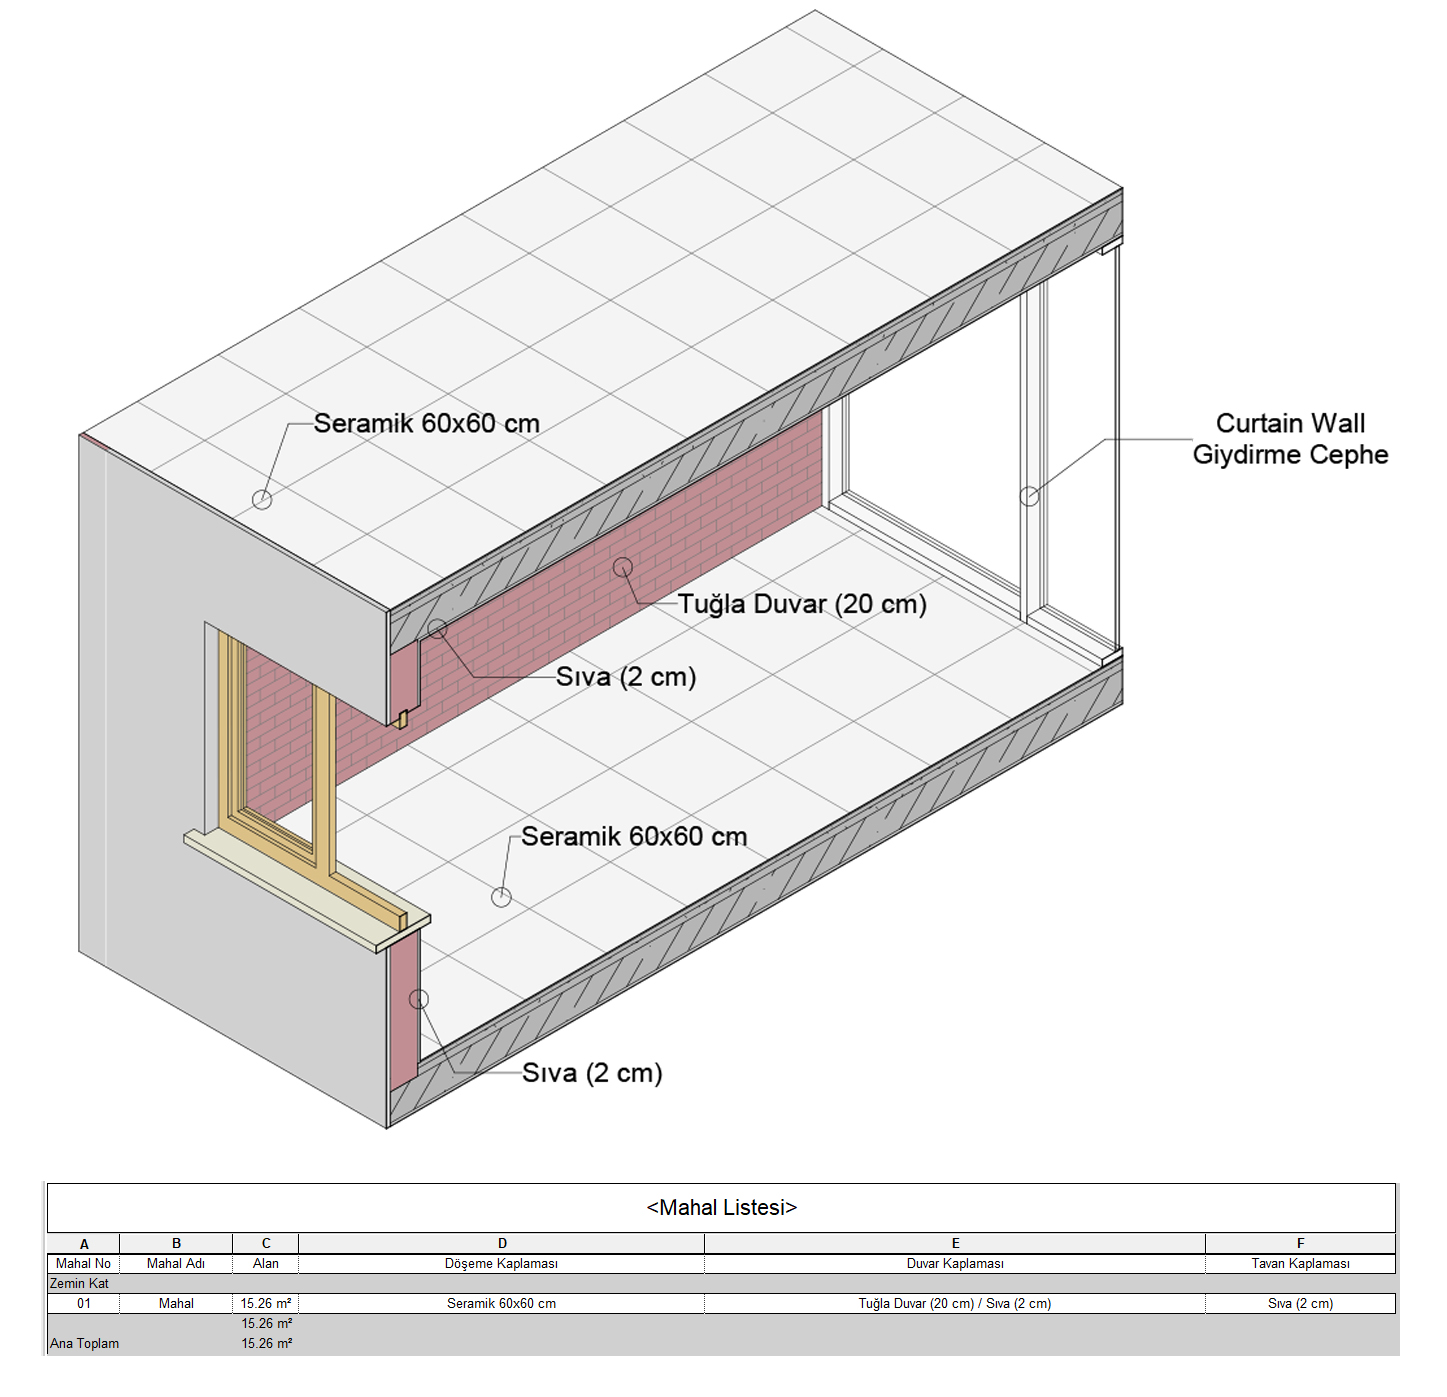 Seramik 60x60 cm
Curtain Wall
Giydirme Cephe
Tuğla Duvar (20 cm)
Sıva (2 cm)
Seramik 60x60 cm
Sıva (2 cm)
<Mahal Listesi>
A B C D E F
Mahal No Mahal Adı Alan Döşeme Kaplaması Duvar Kaplaması Tavan Kaplaması
Zemin Kat
01 Mahal 15.26 m² Seramik 60x60 cm Tuğla Duvar (20 cm) / Sıva (2 cm) Sıva (2 cm)
15.26 m²
Ana Toplam 15.26 m²